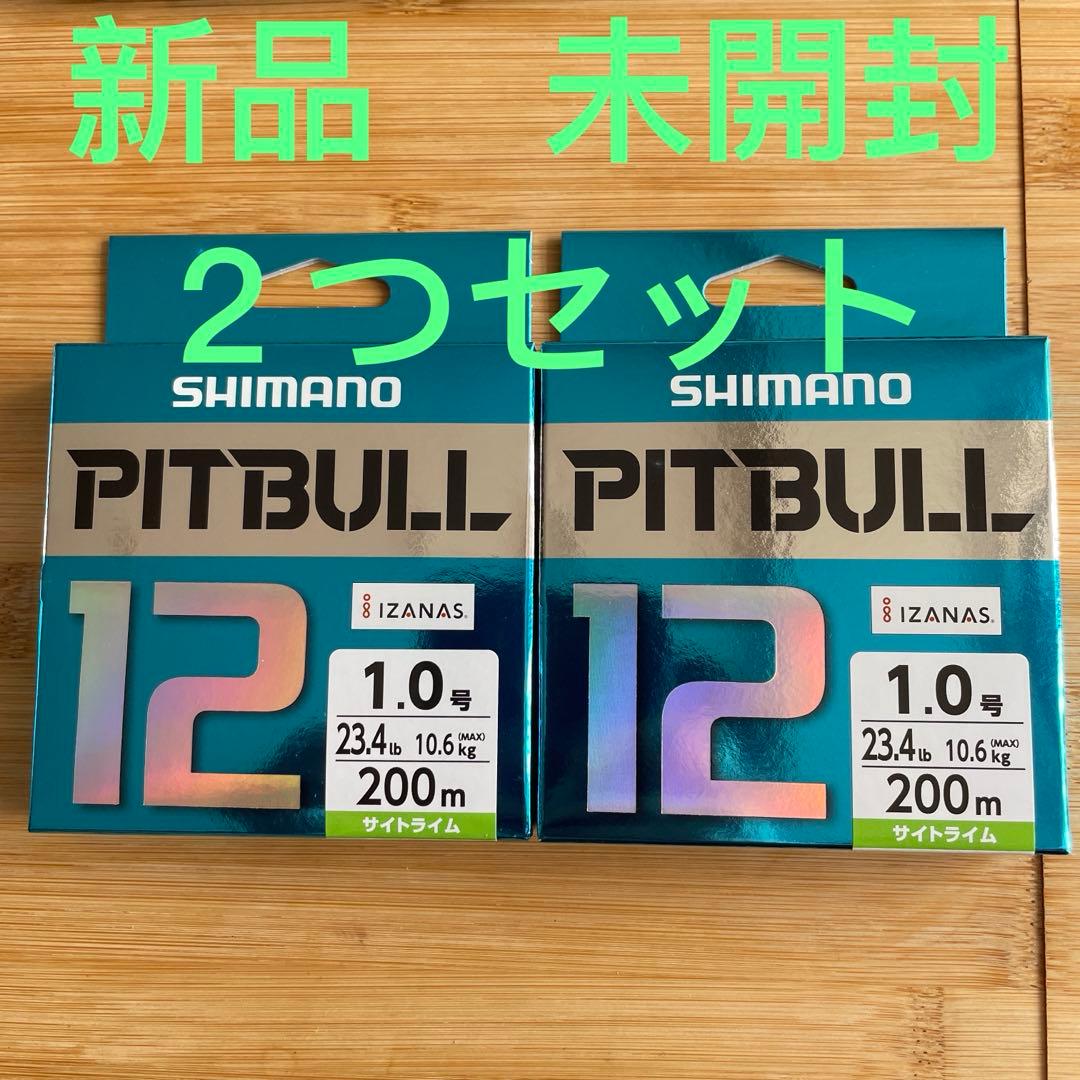 新品　未開封
2つセット
SHIMANO
PITBULL
12
IZANAS
1.0号
23.4lb 10.6kg (MAX)
200m
サイトライム
SHIMANO
PITBULL
12
IZANAS
1.0号
23.4lb 10.6kg (MAX)
200m
サイトライム